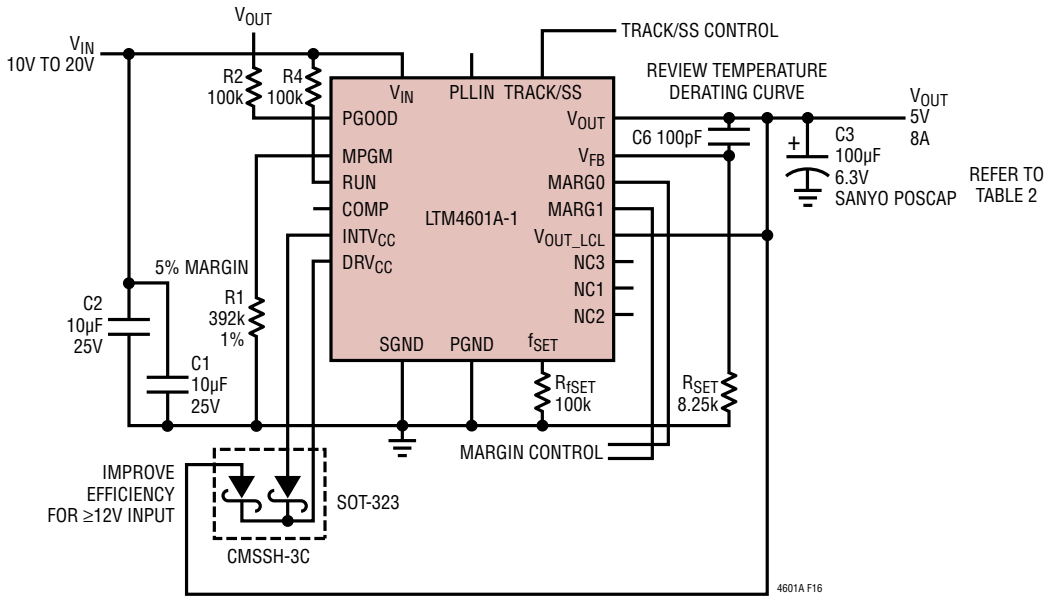 VOUT
VIN
10V TO 20V
TRACK/SS CONTROL
R2
100k
R4
100k
REVIEW TEMPERATURE
DERATING CURVE
VIN
PLLIN
TRACK/SS
PGOOD
MPGM
RUN
COMP
INTVCC
DRVCC
LTM4601A-1
VOUT
VFB
MARG0
MARG1
VOUT_LCL
NC3
NC1
NC2
SGND
PGND
fSET
C6 100pF
VOUT
5V
8A
+
C3
100µF
6.3V
SANYO POSCAP
REFER TO
TABLE 2
5% MARGIN
R1
392k
1%
C2
10µF
25V
C1
10µF
25V
RfSET
100k
RSET
8.25k
MARGIN CONTROL
IMPROVE
EFFICIENCY
FOR ≥12V INPUT
SOT-323
CMSSH-3C
4601A F16